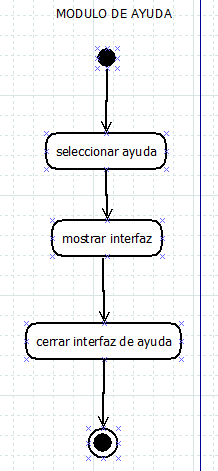 MODULO DE AYUDA
seleccionar ayuda
mostrar interfaz
cerrar interfaz de ayuda